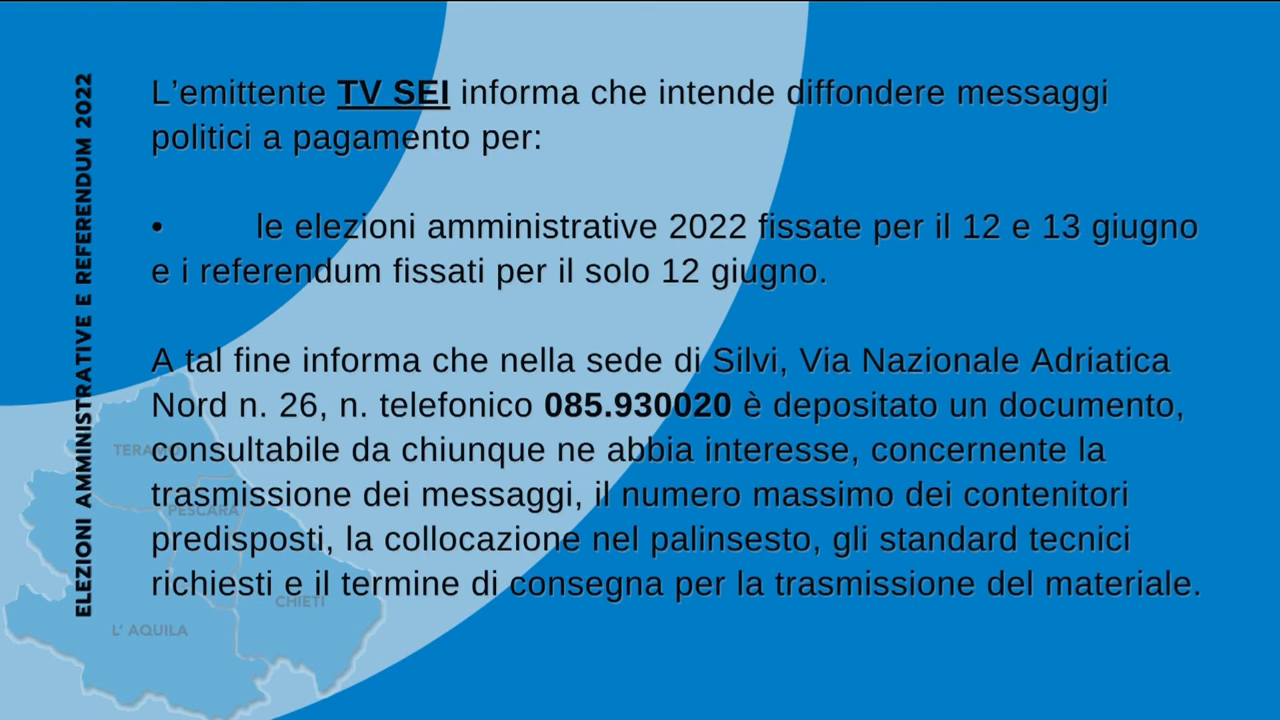 ELEZIONI AMMINISTRATIVE E REFERENDUM 2022
L'emittente TV SEI informa che intende diffondere messaggi
politici a pagamento per:
• le elezioni amministrative 2022 fissate per il 12 e 13 giugno
e i referendum fissati per il solo 12 giugno.
A tal fine informa che nella sede di Silvi, Via Nazionale Adriatica
Nord n. 26, n. telefonico 085.930020 è depositato un documento,
consultabile da chiunque ne abbia interesse, concernente la
trasmissione dei messaggi, il numero massimo dei contenitori
predisposti, la collocazione nel palinsesto, gli standard tecnici
richiesti e il termine di consegna per la trasmissione del materiale.
TERAMO
PESCARA
CHIETI
L' AQUILA